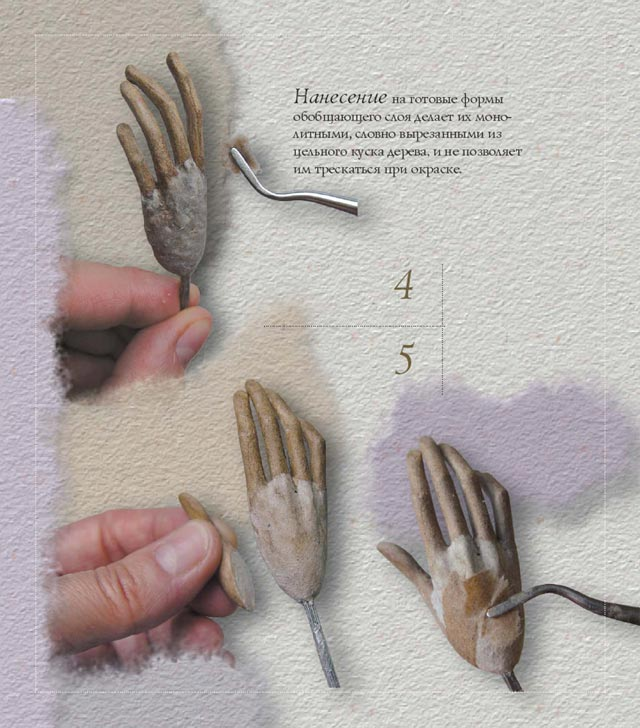 Нанесение на готовые формы
обобщающего слоя делает их моно-
литными, словно вырезанными из
цельного куска дерева, и не позволяет
им трескаться при окраске.
4
5